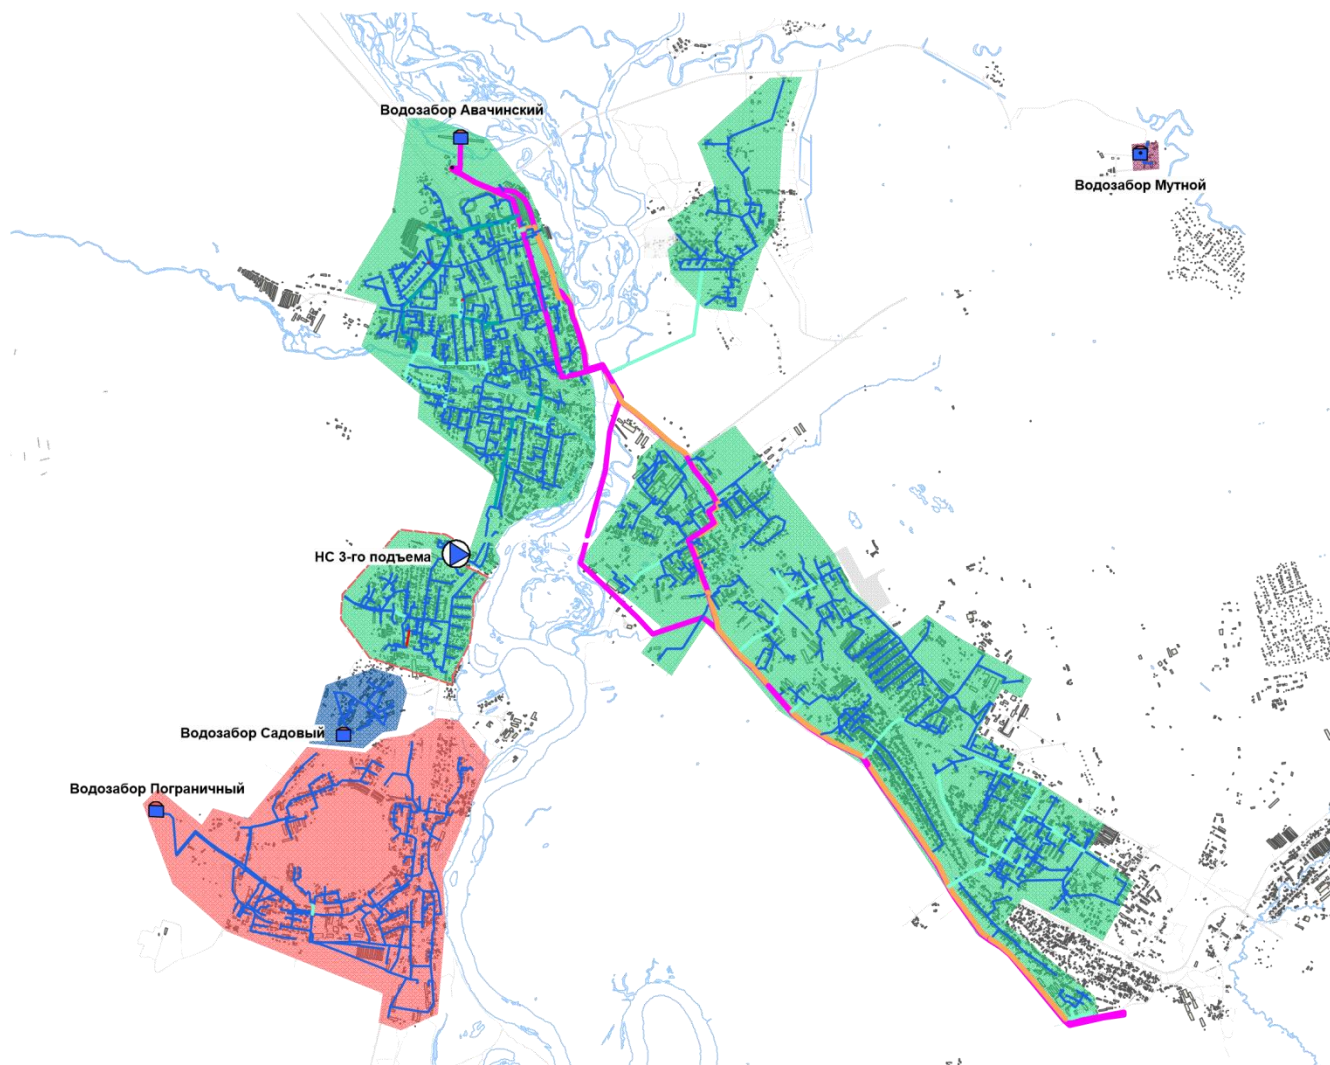 Водозабор Авачинский
Водозабор Мутной
НС 3-го подъема
Водозабор Садовый
Водозабор Пограничный